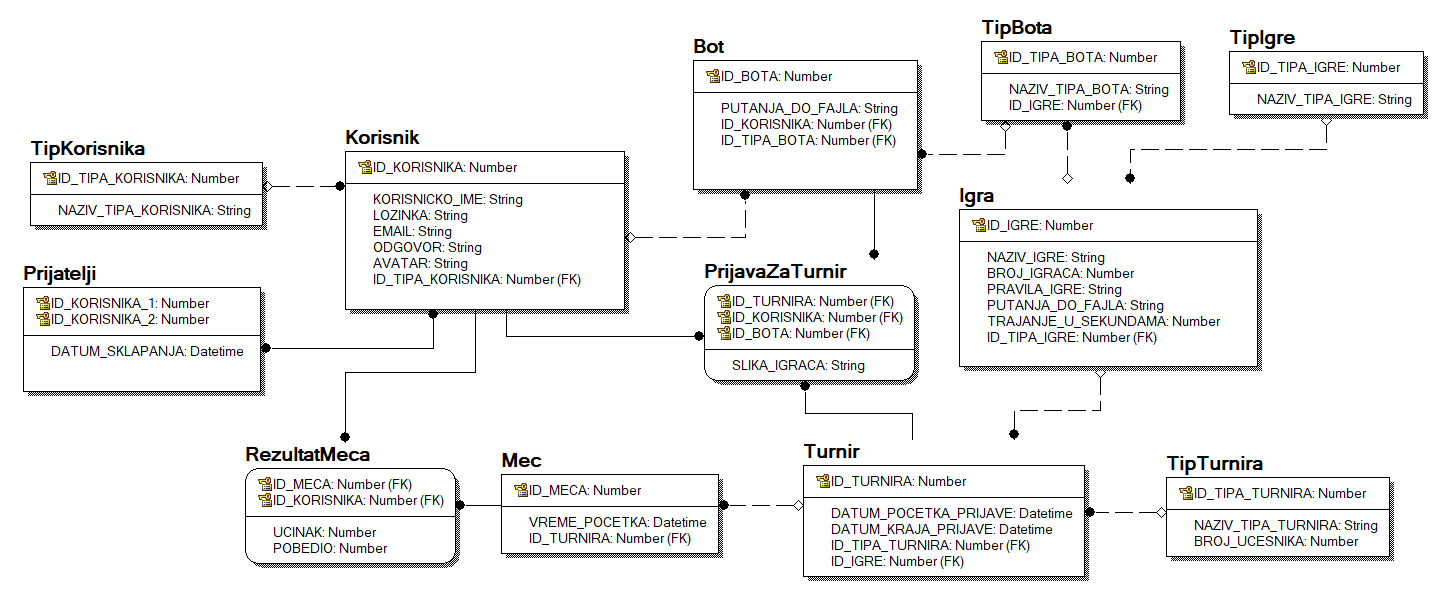 TipKorisnika
ID_TIPA_KORISNIKA: Number
NAZIV_TIPA_KORISNIKA: String
Prijatelji
ID_KORISNIKA_1: Number
ID_KORISNIKA_2: Number
DATUM_SKLAPANJA: Datetime
Korisnik
ID_KORISNIKA: Number
KORISNICKO_IME: String
LOZINKA: String
EMAIL: String
ODGOVOR: String
AVATAR: String
ID_TIPA_KORISNIKA: Number (FK)
Bot
ID_BOTA: Number
PUTANJA_DO_FAJLA: String
ID_KORISNIKA: Number (FK)
ID_TIPA_BOTA: Number (FK)
TipBota
ID_TIPA_BOTA: Number
NAZIV_TIPA_BOTA: String
ID_IGRE: Number (FK)
TipIgre
ID_TIPA_IGRE: Number
NAZIV_TIPA_IGRE: String
PrijavaZaTurnir
ID_TURNIRA: Number (FK)
ID_KORISNIKA: Number (FK)
ID_BOTA: Number (FK)
SLIKA_IGRACA: String
Igra
ID_IGRE: Number
NAZIV_IGRE: String
BROJ_IGRACA: Number
PRAVILA_IGRE: String
PUTANJA_DO_FAJLA: String
TRAJANJE_U_SEKUNDAMA: Number
ID_TIPA_IGRE: Number (FK)
RezultatMeca
ID_MECA: Number (FK)
ID_KORISNIKA: Number (FK)
UCINAK: Number
POBEDIO: Number
Mec
ID_MECA: Number
VREME_POCETKA: Datetime
ID_TURNIRA: Number (FK)
Turnir
ID_TURNIRA: Number
DATUM_POCETKA_PRIJAVE: Datetime
DATUM_KRAJA_PRIJAVE: Datetime
ID_TIPA_TURNIRA: Number (FK)
ID_IGRE: Number (FK)
TipTurnira
ID_TIPA_TURNIRA: Number
NAZIV_TIPA_TURNIRA: String
BROJ_UCESNIKA: Number